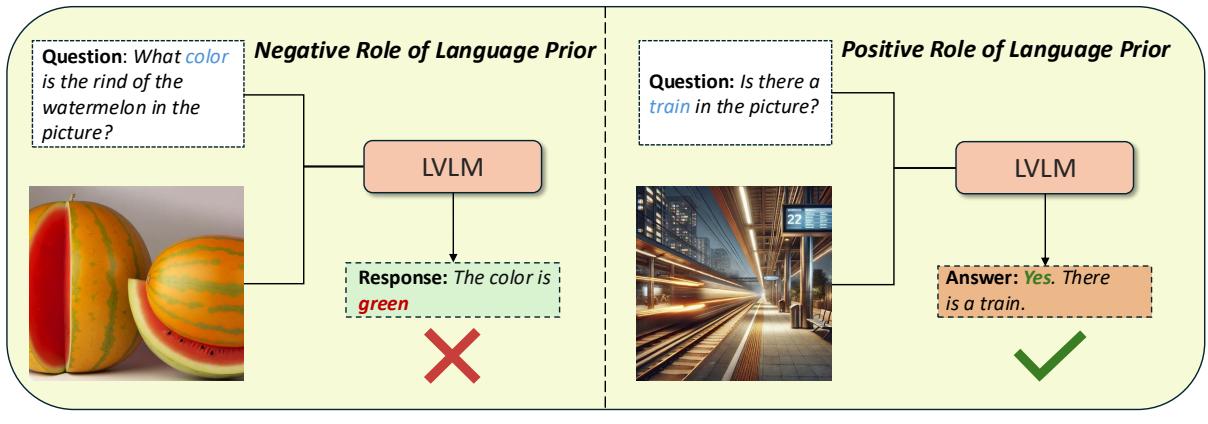 Negative Role of Language Prior
Question: What color
is the rind of the
watermelon in the
picture?
LVLM
Response: The color is
green
Positive Role of Language Prior
Question: Is there a
train in the picture?
22
LVLM
Answer: Yes. There
is a train.